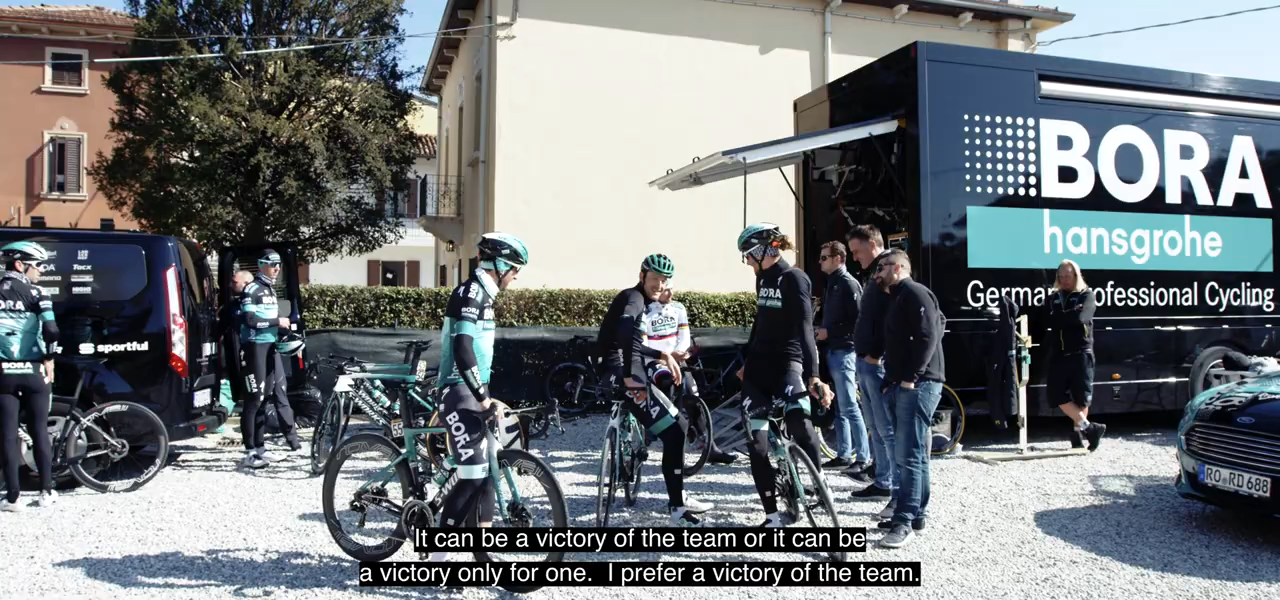 BORA
hansgrohe
German Professional Cycling
sportful
Tacx
BORA
BORA
BORA
BORA
RO RD 688
It can be a victory of the team or it can be
a victory only for one.  I prefer a victory of the team.